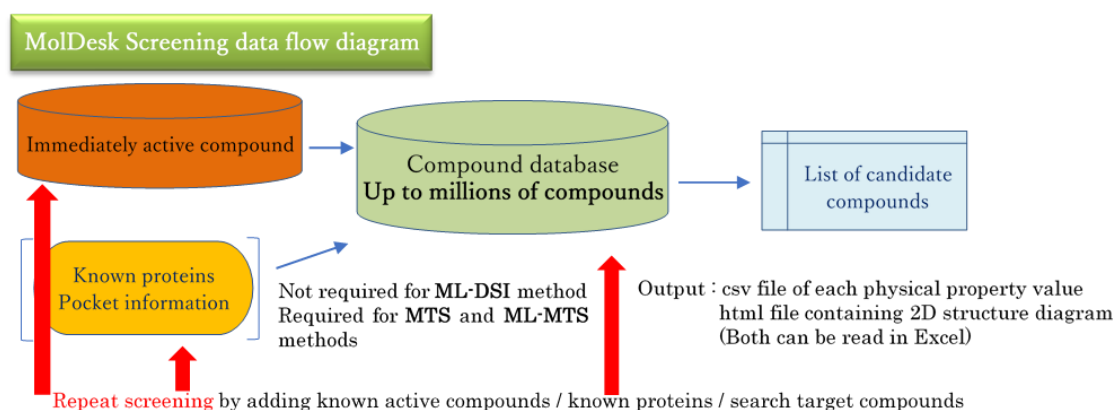 MolDesk Screening data flow diagram
Immediately active compound
Compound database
Up to millions of compounds
List of candidate
compounds
Known proteins
Pocket information
Not required for ML-DSI method
Required for MTS and ML-MTS
methods
Output : csv file of each physical property value
html file containing 2D structure diagram
(Both can be read in Excel)
Repeat screening by adding known active compounds / known proteins / search target compounds